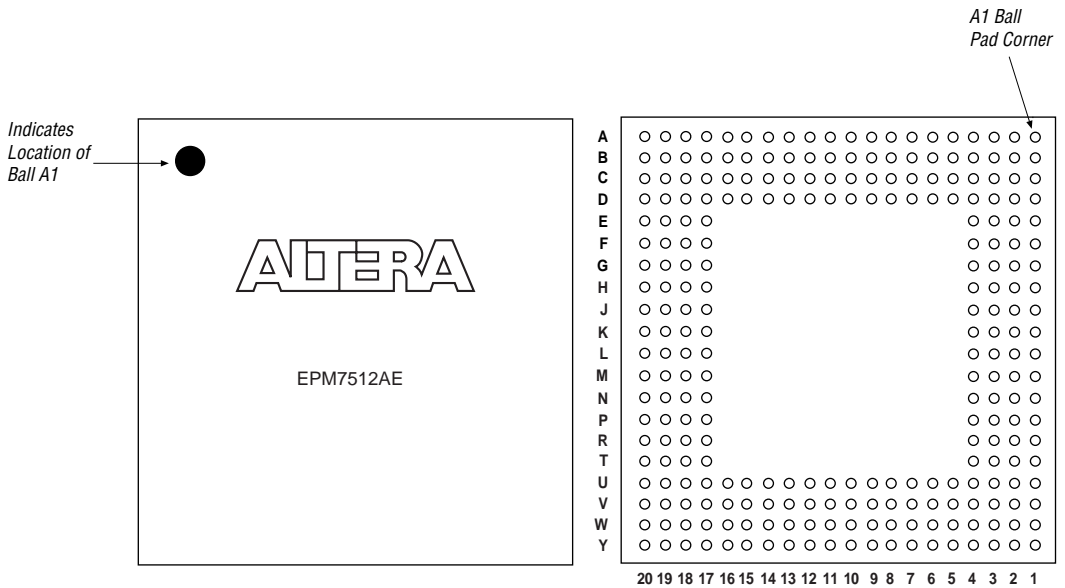 A1 Ball
Pad Corner
Indicates
Location of
Ball A1
ALTERA
EPM7512AE
A
B
C
D
E
F
G
H
J
K
L
M
N
P
R
T
U
V
W
Y
20 19 18 17 16 15 14 13 12 11 10 9 8 7 6 5 4 3 2 1